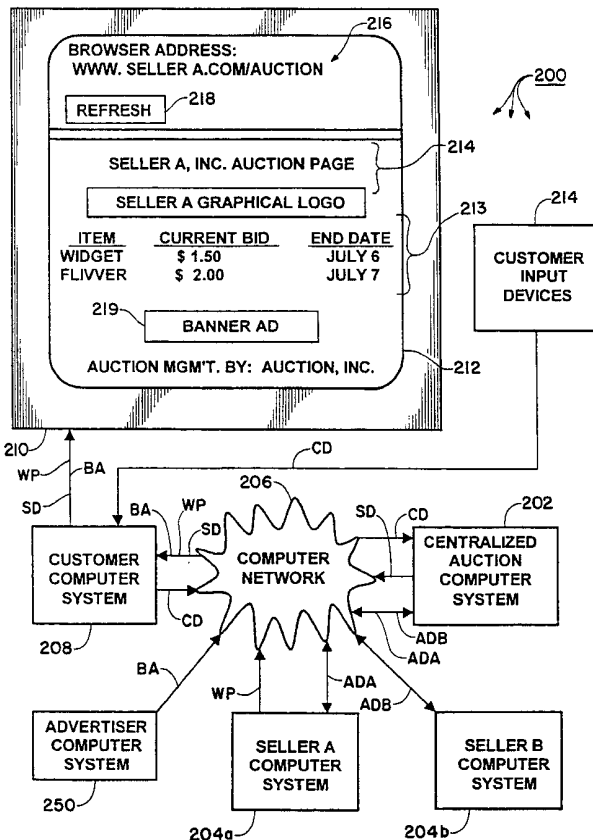 BROWSER ADDRESS:
WWW. SELLER A.COM/AUCTION
216
REFRESH
218
200
SELLER A, INC. AUCTION PAGE
214
SELLER A GRAPHICAL LOGO
213
214
ITEM CURRENT BID END DATE
WIDGET $ 1.50 JULY 6
FLIVVER $ 2.00 JULY 7
CUSTOMER
INPUT
DEVICES
219
BANNER AD
AUCTION MGM'T. BY: AUCTION, INC.
212
210
WP
BA
SD
CD
206
BA
WP
SD
CD
SD
CD
202
CUSTOMER
COMPUTER
SYSTEM
208
COMPUTER
NETWORK
CENTRALIZED
AUCTION
COMPUTER
SYSTEM
ADB
ADA
BA
WP
ADA
ADB
ADVERTISER
COMPUTER
SYSTEM
250
SELLER A
COMPUTER
SYSTEM
204a
SELLER B
COMPUTER
SYSTEM
204b